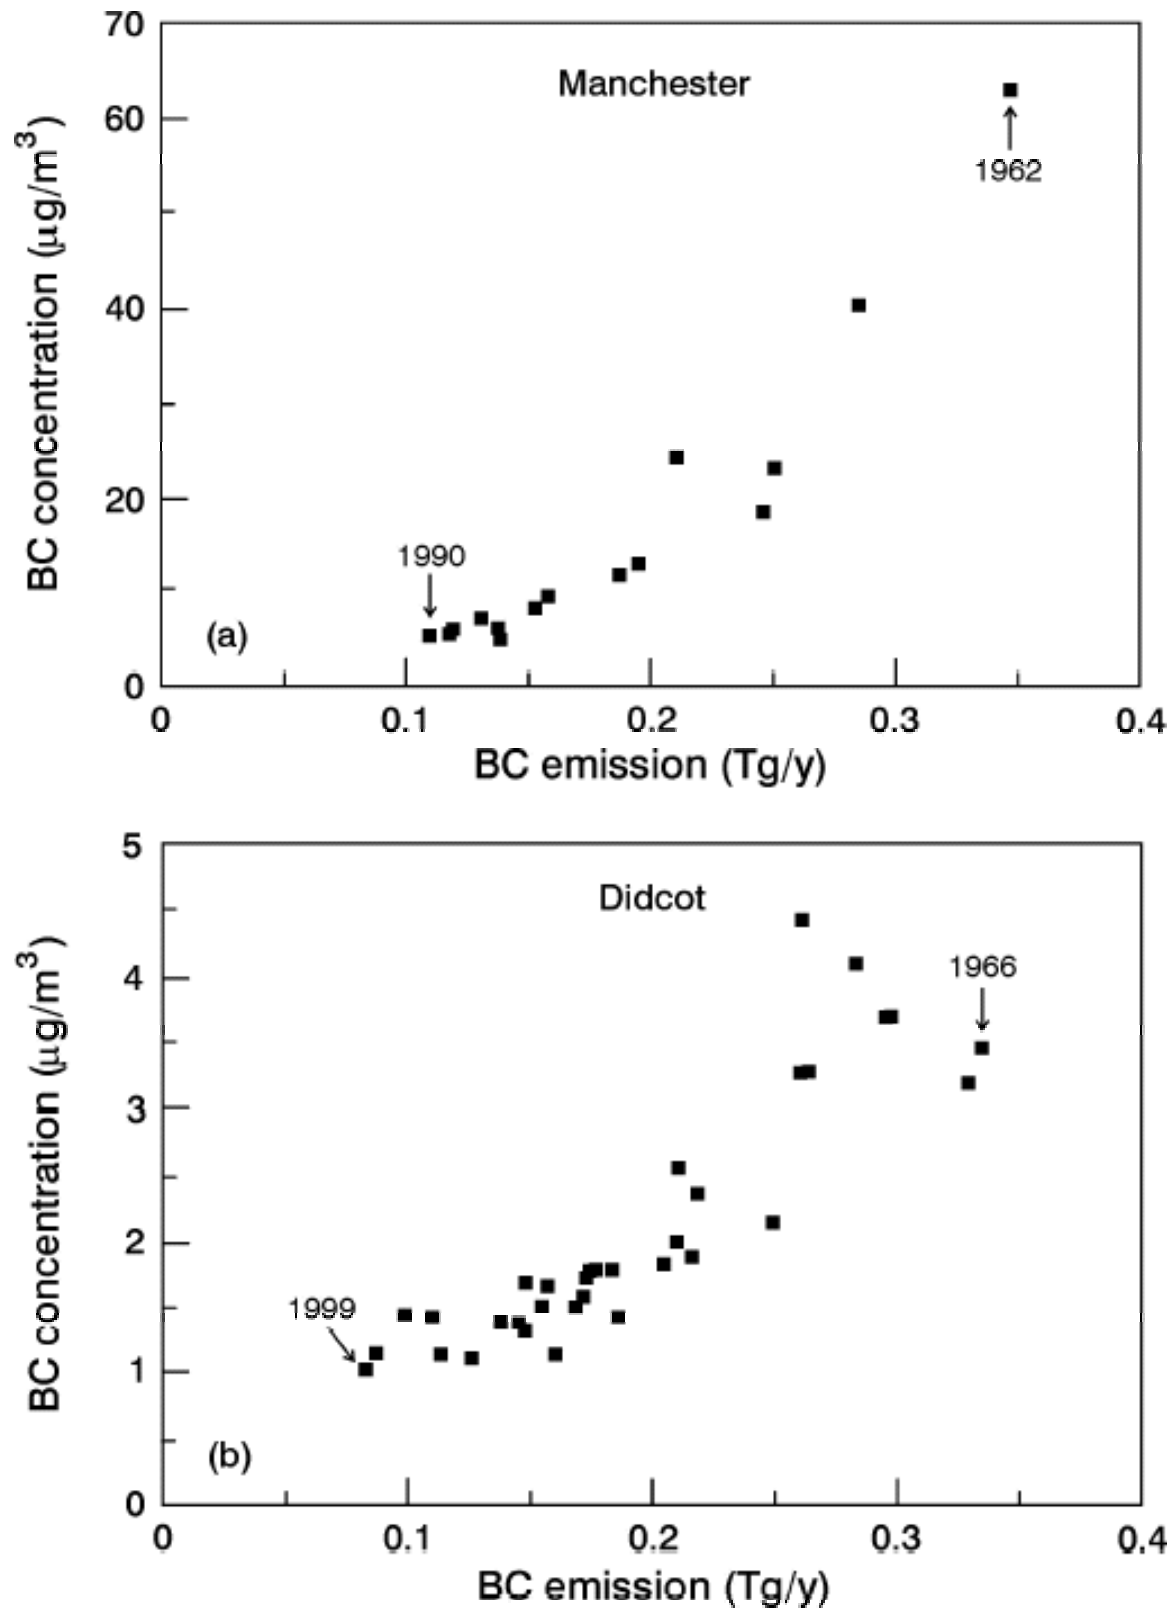 70
Manchester
60
1962
BC concentration (µg/m³)
40
20
1990
(a)
0
0 0.1 0.2 0.3 0.4
BC emission (Tg/y)
5
Didcot
4
1966
BC concentration (µg/m³)
3
2
1999
1
(b)
0
0 0.1 0.2 0.3 0.4
BC emission (Tg/y)